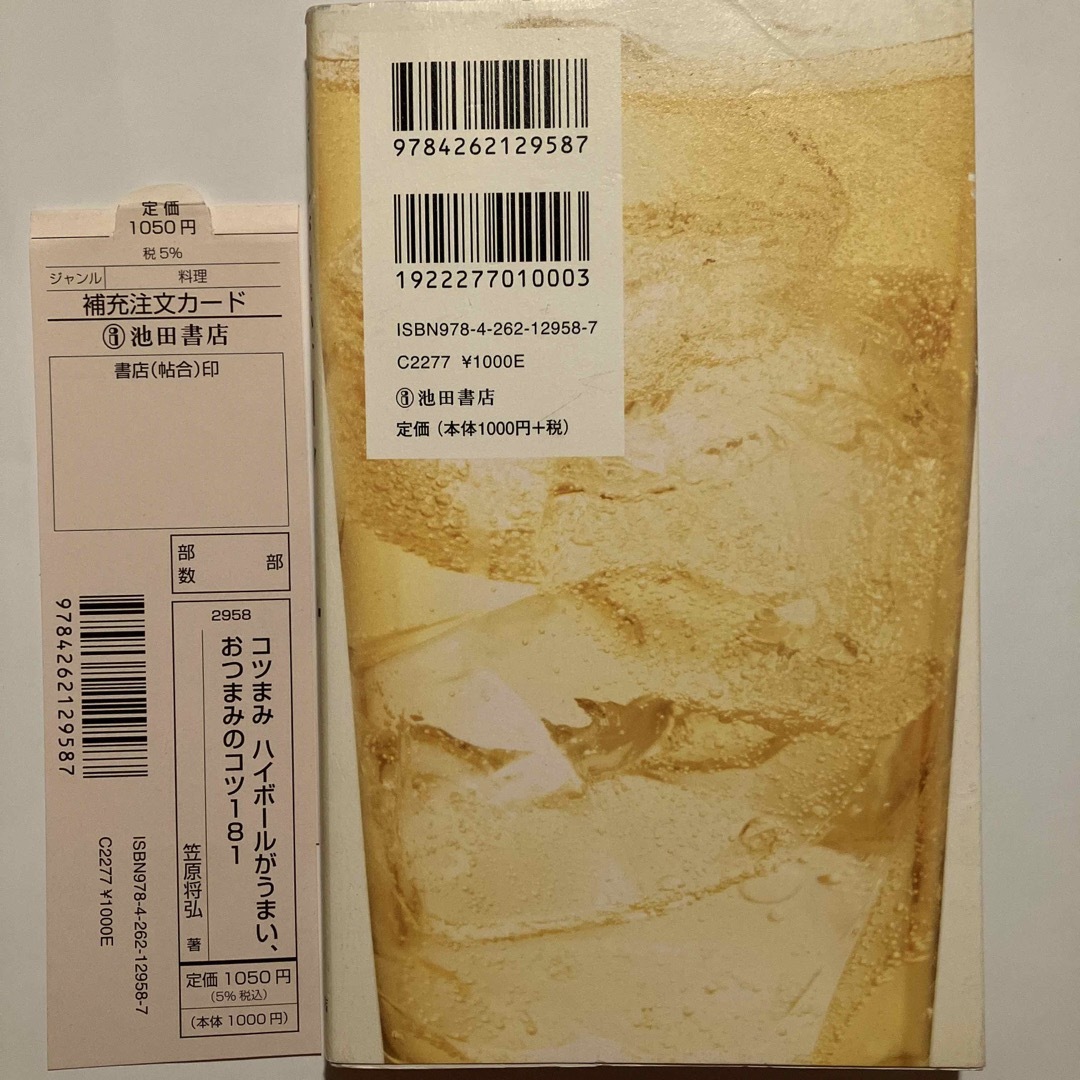 定価
1050円
税5%
ジャンル 料理
補充注文カード
池田書店
書店(帖合)印
部数 部
2958
コツまみ ハイボールがうまい、
おつまみのコツ181
笠原将弘 著
定価1050円
(5%税込)
(本体1000円)
9784262129587
ISBN978-4-262-12958-7
C2277 ¥1000E
9784262129587
1922277010003
ISBN978-4-262-12958-7
C2277 ¥1000E
池田書店
定価(本体1000円+税)